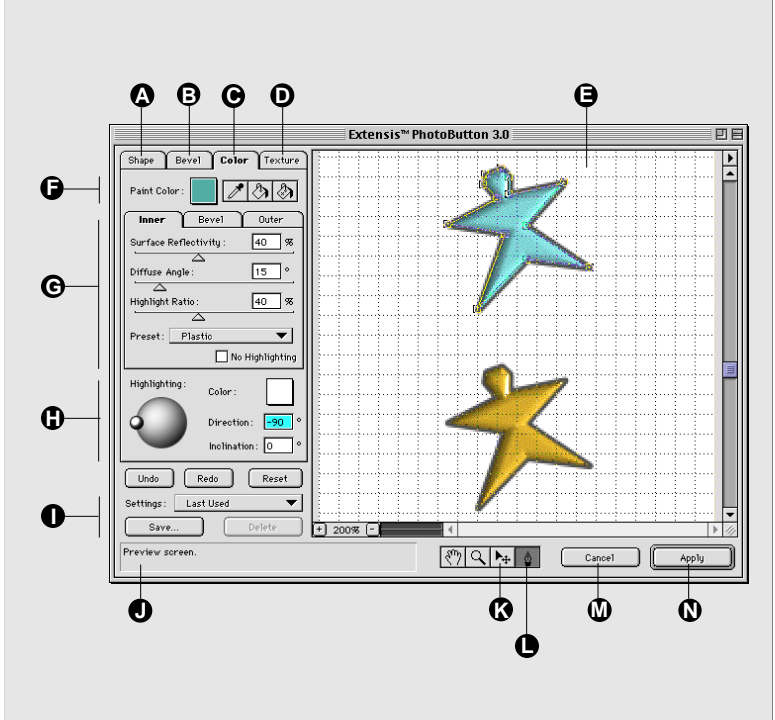 A B C D E
Extensis™ PhotoButton 3.0
Shape Bevel Color Texture
F Paint Color:
Inner Bevel Outer
Surface Reflectivity: 40 %
G Diffuse Angle: 15 °
Highlight Ratio: 40 %
Preset: Plastic
No Highlighting
Highlighting:
Color:
H Direction: -90 °
Inclination: 0 °
Undo Redo Reset
Settings: Last Used
I
Save... Delete
+ 200% -
Preview screen.
Cancel Apply
J K M N
L